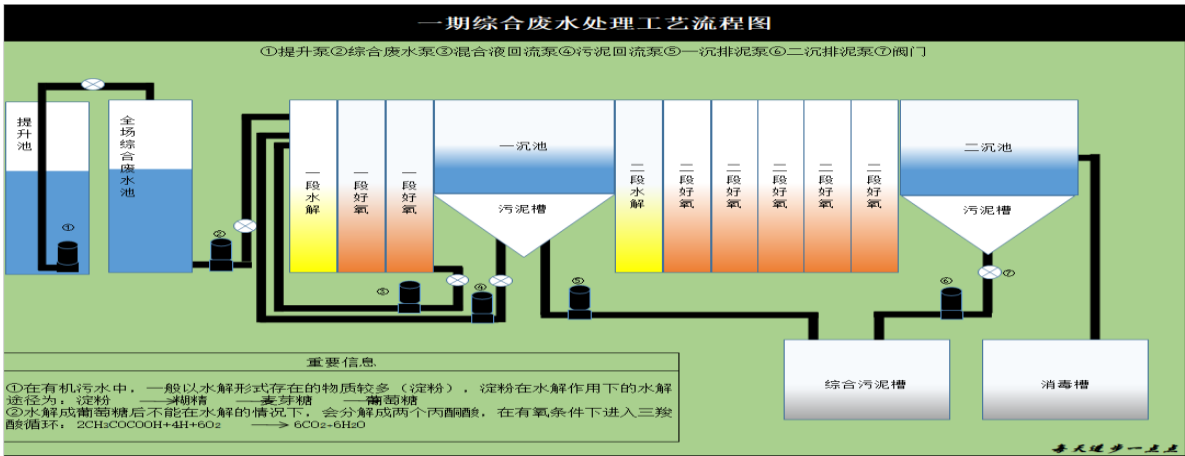 一期综合废水处理工艺流程图
①提升泵②综合废水泵③混合液回流泵④污泥回流泵⑤一沉排泥泵⑥二沉排泥泵⑦阀门
提升池
全场综合废水池
①
②
一段水解
一段好氧
一段好氧
一沉池
污泥槽
③
④
⑤
二段水解
二段好氧
二段好氧
二段好氧
二段好氧
二段好氧
二沉池
污泥槽
⑥
⑦
综合污泥槽
消毒槽
重要信息
①在有机污水中，一般以水解形式存在的物质较多（淀粉），淀粉在水解作用下的水解
途径为：淀粉 ——>糊精 ——>麦芽糖 ——>葡萄糖
②水解成葡萄糖后不能在水解的情况下，会分解成两个丙酮酸，在有氧条件下进入三羧
酸循环：2CH₃COCOOH+4H+6O₂ ——> 6CO₂+6H₂O
每天进步一点点